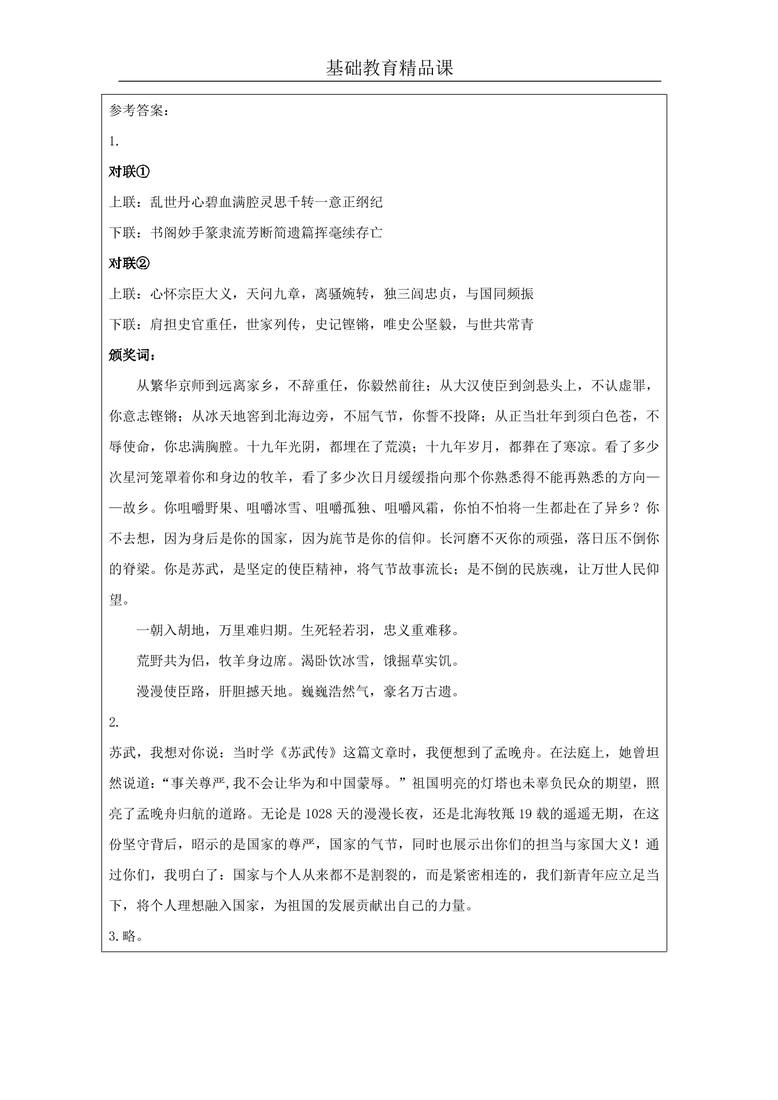 基础教育精品课
参考答案：
1.
对联①
上联：乱世丹心碧血满腔灵思千转一意正纲纪
下联：书阁妙手篆隶流芳断简遗篇挥毫续存亡
对联②
上联：心怀宗臣大义，天问九章，离骚婉转，独三闾忠贞，与国同频振
下联：肩担史官重任，世家列传，史记铿锵，唯史公坚毅，与世共常青
颁奖词：
从繁华京师到远离家乡，不辞重任，你毅然前往；从大汉使臣到剑悬头上，不认虚罪，
你意志铿锵；从冰天地窖到北海边旁，不屈气节，你誓不投降；从正当壮年到须白色苍，不
辱使命，你忠满胸膛。十九年光阴，都埋在了荒漠；十九年岁月，都葬在了寒凉。看了多少
次星河笼罩着你和身边的牧羊，看了多少次日月缓缓指向那个你熟悉得不能再熟悉的方向—
—故乡。你咀嚼野果、咀嚼冰雪、咀嚼孤独、咀嚼风霜，你怕不怕将一生都赴在了异乡？你
不去想，因为身后是你的国家，因为旄节是你的信仰。长河磨不灭你的顽强，落日压不倒你
的脊梁。你是苏武，是坚定的使臣精神，将气节故事流长；是不倒的民族魂，让万世人民仰
望。
一朝入胡地，万里难归期。生死轻若羽，忠义重难移。
荒野共为侣，牧羊身边席。渴卧饮冰雪，饿掘草实饥。
漫漫使臣路，肝胆撼天地。巍巍浩然气，豪名万古遗。
2.
苏武，我想对你说：当时学《苏武传》这篇文章时，我便想到了孟晚舟。在法庭上，她曾坦
然说道：“事关尊严,我不会让华为和中国蒙辱。”祖国明亮的灯塔也未辜负民众的期望，照
亮了孟晚舟归航的道路。无论是 1028 天的漫漫长夜，还是北海牧羝 19 载的遥遥无期，在这
份坚守背后，昭示的是国家的尊严，国家的气节，同时也展示出你们的担当与家国大义！通
过你们，我明白了：国家与个人从来都不是割裂的，而是紧密相连的，我们新青年应立足当
下，将个人理想融入国家，为祖国的发展贡献出自己的力量。
3.略。